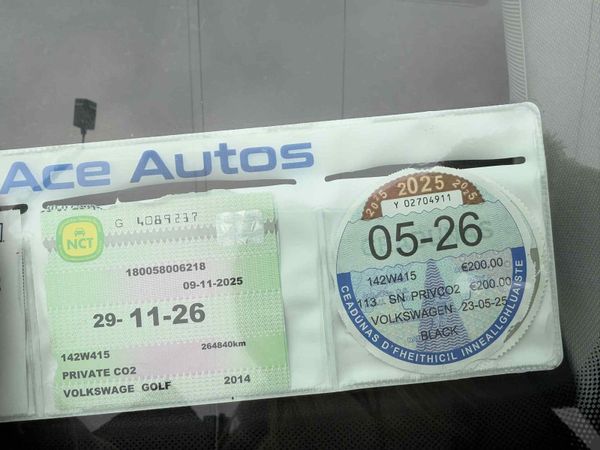 Ace Autos
NCT
G 4089237
180058006218
09-11-2025
29- 11-26
142W415
264840km
PRIVATE CO2
VOLKSWAGE GOLF 2014
2025 2025 2025
Y 02704911
05-26
142W415 €200.00
113 SN PRIVCO2 €200.00
VOLKSWAGEN 23-05-25
BLACK
CEADÚNAS D'FHEITHICIL INNEALLGHLUAISTE